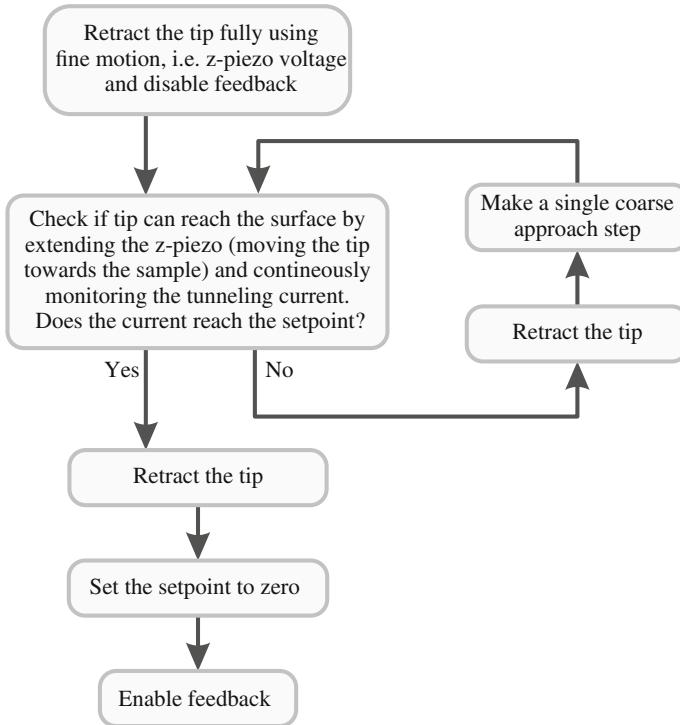 Retract the tip fully using
fine motion, i.e. z-piezo voltage
and disable feedback
Check if tip can reach the surface by
extending the z-piezo (moving the tip
towards the sample) and contineously
monitoring the tunneling current.
Does the current reach the setpoint?
Make a single coarse
approach step
Retract the tip
Yes
No
Retract the tip
Set the setpoint to zero
Enable feedback